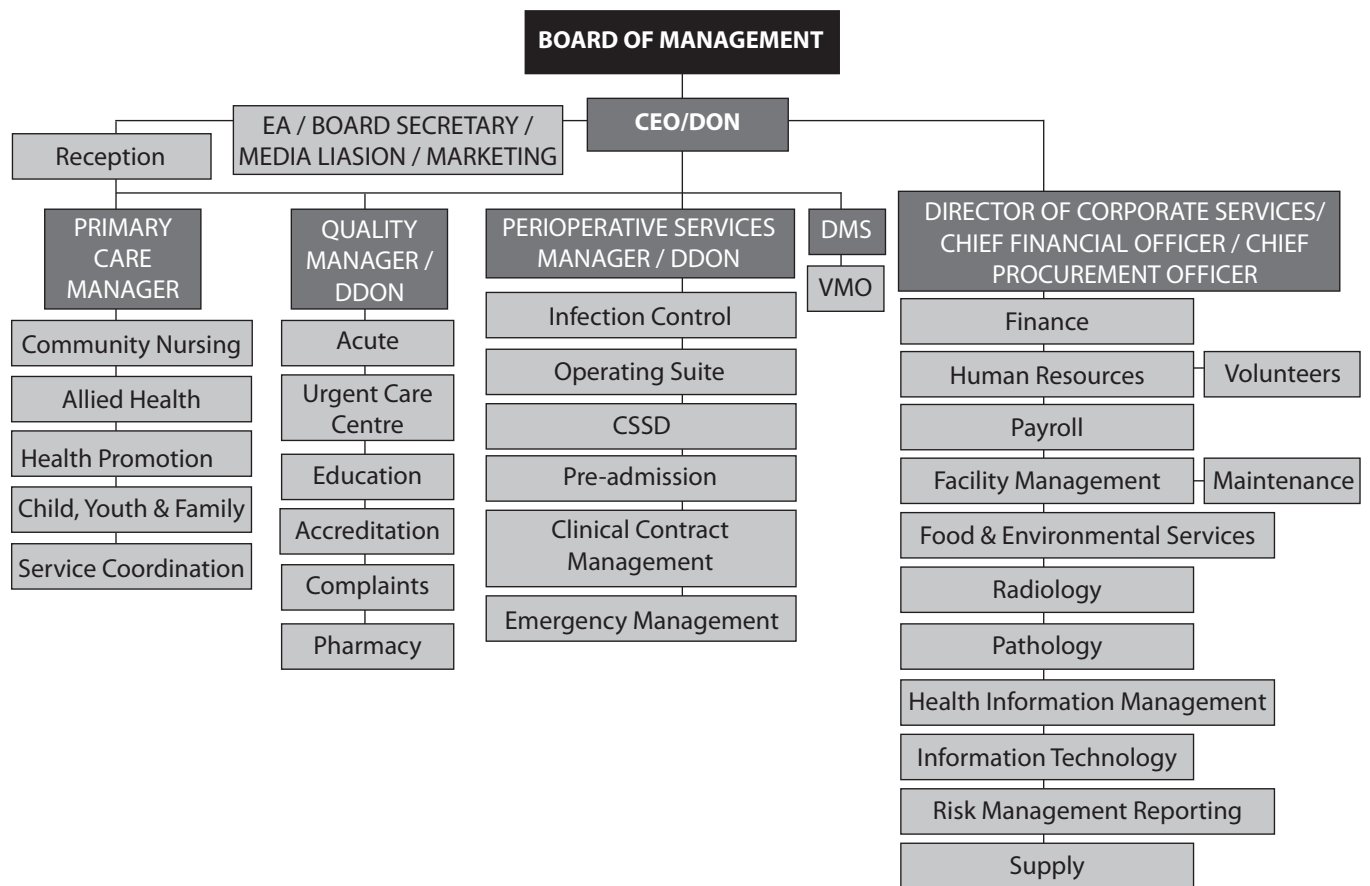 BOARD OF MANAGEMENT
CEO/DON
EA / BOARD SECRETARY /
MEDIA LIASION / MARKETING
Reception
PRIMARY
CARE
MANAGER
Community Nursing
Allied Health
Health Promotion
Child, Youth & Family
Service Coordination
QUALITY
MANAGER /
DDON
Acute
Urgent Care
Centre
Education
Accreditation
Complaints
Pharmacy
PERIOPERATIVE SERVICES
MANAGER / DDON
Infection Control
Operating Suite
CSSD
Pre-admission
Clinical Contract
Management
Emergency Management
DMS
VMO
DIRECTOR OF CORPORATE SERVICES/
CHIEF FINANCIAL OFFICER / CHIEF
PROCUREMENT OFFICER
Finance
Human Resources
Volunteers
Payroll
Facility Management
Maintenance
Food & Environmental Services
Radiology
Pathology
Health Information Management
Information Technology
Risk Management Reporting
Supply